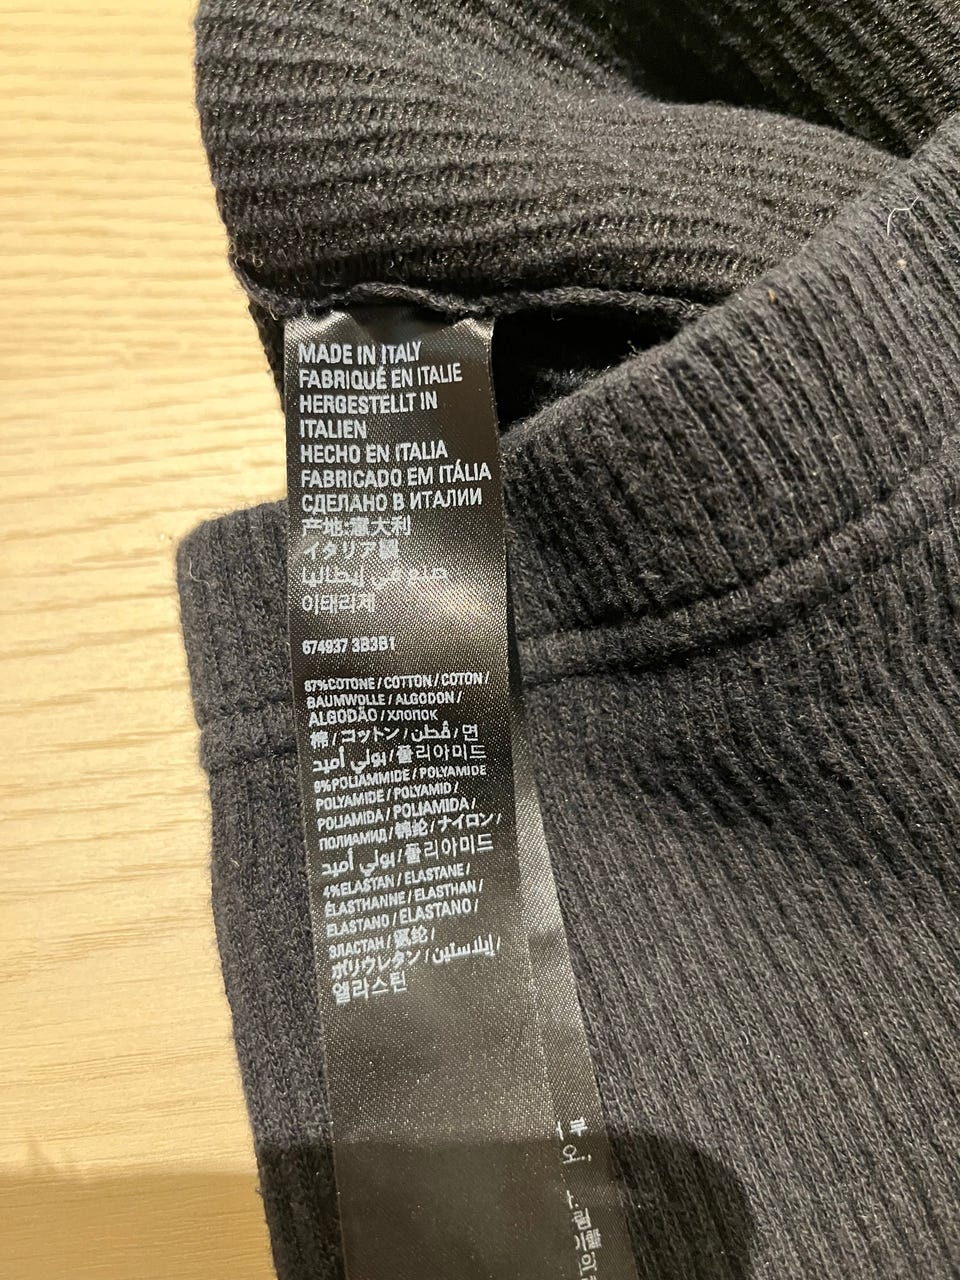 MADE IN ITALY
FABRIQUÉ EN ITALIE
HERGESTELLT IN
ITALIEN
HECHO EN ITALIA
FABRICADO EM ITÁLIA
СДЕЛАНО В ИТАЛИИ
产地:意大利
イタリア製
صنع في إيطاليا
이태리제
674937 3B3B1
87%COTONE / COTTON / COTON /
BAUMWOLLE / ALGODON /
ALGODÃO / ХЛОПОК
棉 / コットン / قُطن / 면
بولي أميد / 폴리아미드
9%POLIAMMIDE / POLYAMIDE
POLYAMIDE / POLYAMID /
POLIAMIDA / POLIAMIDA /
ПОЛИАМИД / 锦纶 / ナイロン /
بولي أميد / 폴리아미드
4%ELASTAN / ELASTANE /
ÉLASTHANNE / ELASTHAN /
ELASTANO / ELASTANO /
ЭЛАСТАН / 氨纶 /
ポリウレタン / إيلاستين /
엘라스틴